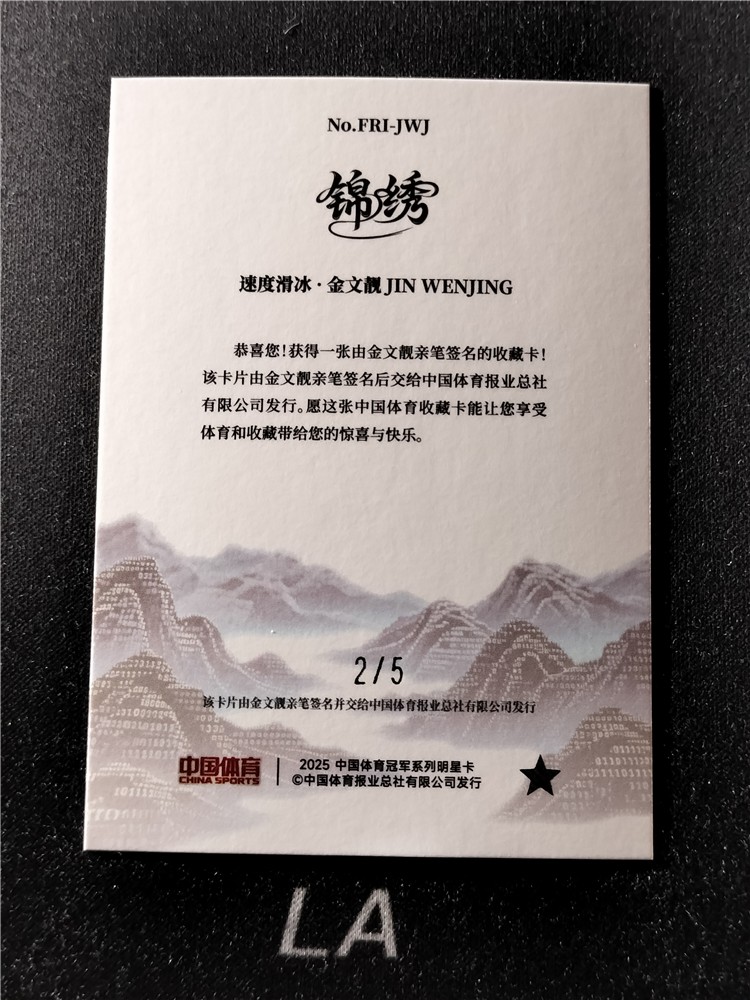 No.FRI-JWJ
锦绣
速度滑冰·金文靓 JIN WENJING
恭喜您!获得一张由金文靓亲笔签名的收藏卡!
该卡片由金文靓亲笔签名后交给中国体育报业总社
有限公司发行。愿这张中国体育收藏卡能让您享受
体育和收藏带给您的惊喜与快乐。
2/5
该卡片由金文靓亲笔签名并交给中国体育报业总社有限公司发行
中国体育
CHINA SPORTS
2025 中国体育冠军系列明星卡
©中国体育报业总社有限公司发行
LA